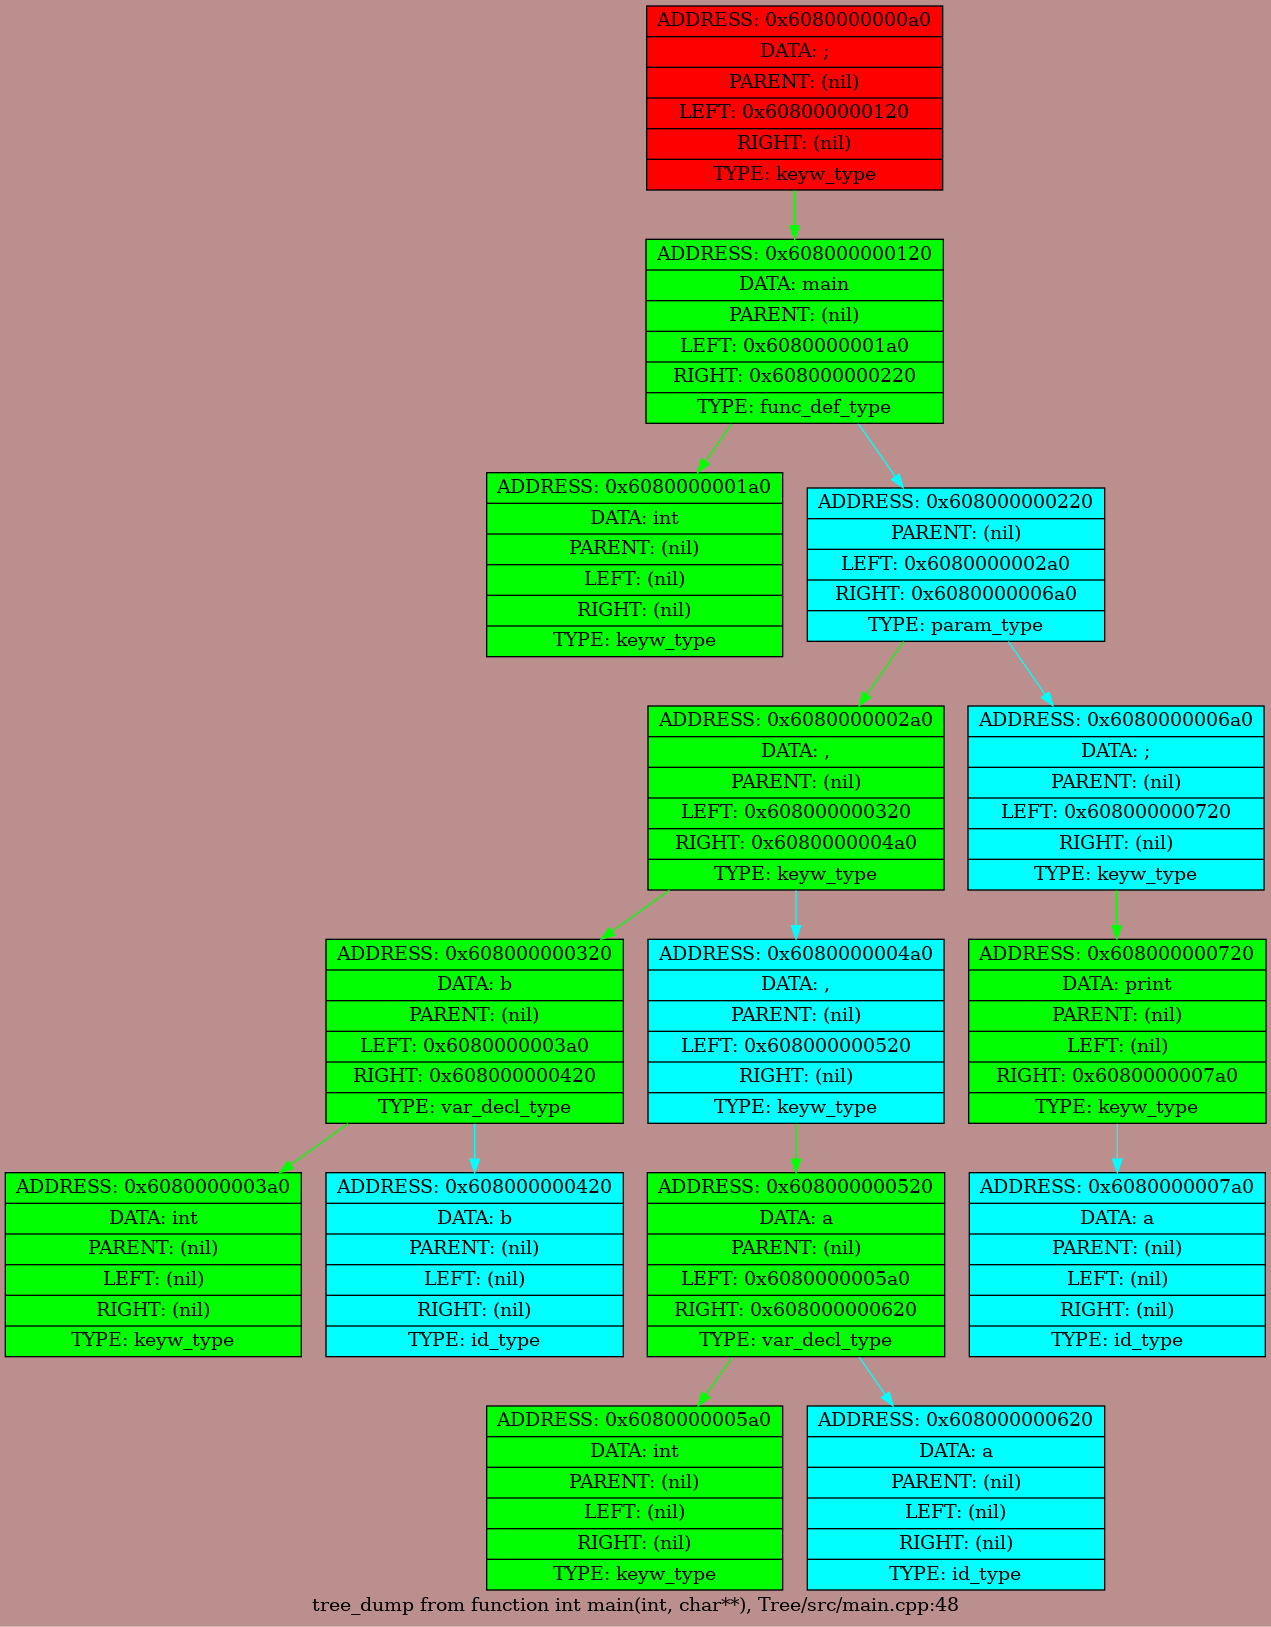 ADDRESS: 0x6080000000a0
DATA: ;
PARENT: (nil)
LEFT: 0x608000000120
RIGHT: (nil)
TYPE: keyw_type
ADDRESS: 0x608000000120
DATA: main
PARENT: (nil)
LEFT: 0x6080000001a0
RIGHT: 0x608000000220
TYPE: func_def_type
ADDRESS: 0x6080000001a0
DATA: int
PARENT: (nil)
LEFT: (nil)
RIGHT: (nil)
TYPE: keyw_type
ADDRESS: 0x608000000220
PARENT: (nil)
LEFT: 0x6080000002a0
RIGHT: 0x6080000006a0
TYPE: param_type
ADDRESS: 0x6080000002a0
DATA: ,
PARENT: (nil)
LEFT: 0x608000000320
RIGHT: 0x6080000004a0
TYPE: keyw_type
ADDRESS: 0x6080000006a0
DATA: ;
PARENT: (nil)
LEFT: 0x608000000720
RIGHT: (nil)
TYPE: keyw_type
ADDRESS: 0x608000000320
DATA: b
PARENT: (nil)
LEFT: 0x6080000003a0
RIGHT: 0x608000000420
TYPE: var_decl_type
ADDRESS: 0x6080000004a0
DATA: ,
PARENT: (nil)
LEFT: 0x608000000520
RIGHT: (nil)
TYPE: keyw_type
ADDRESS: 0x608000000720
DATA: print
PARENT: (nil)
LEFT: (nil)
RIGHT: 0x6080000007a0
TYPE: keyw_type
ADDRESS: 0x6080000003a0
DATA: int
PARENT: (nil)
LEFT: (nil)
RIGHT: (nil)
TYPE: keyw_type
ADDRESS: 0x608000000420
DATA: b
PARENT: (nil)
LEFT: (nil)
RIGHT: (nil)
TYPE: id_type
ADDRESS: 0x608000000520
DATA: a
PARENT: (nil)
LEFT: 0x6080000005a0
RIGHT: 0x608000000620
TYPE: var_decl_type
ADDRESS: 0x6080000007a0
DATA: a
PARENT: (nil)
LEFT: (nil)
RIGHT: (nil)
TYPE: id_type
ADDRESS: 0x6080000005a0
DATA: int
PARENT: (nil)
LEFT: (nil)
RIGHT: (nil)
TYPE: keyw_type
ADDRESS: 0x608000000620
DATA: a
PARENT: (nil)
LEFT: (nil)
RIGHT: (nil)
TYPE: id_type
tree_dump from function int main(int, char**), Tree/src/main.cpp:48